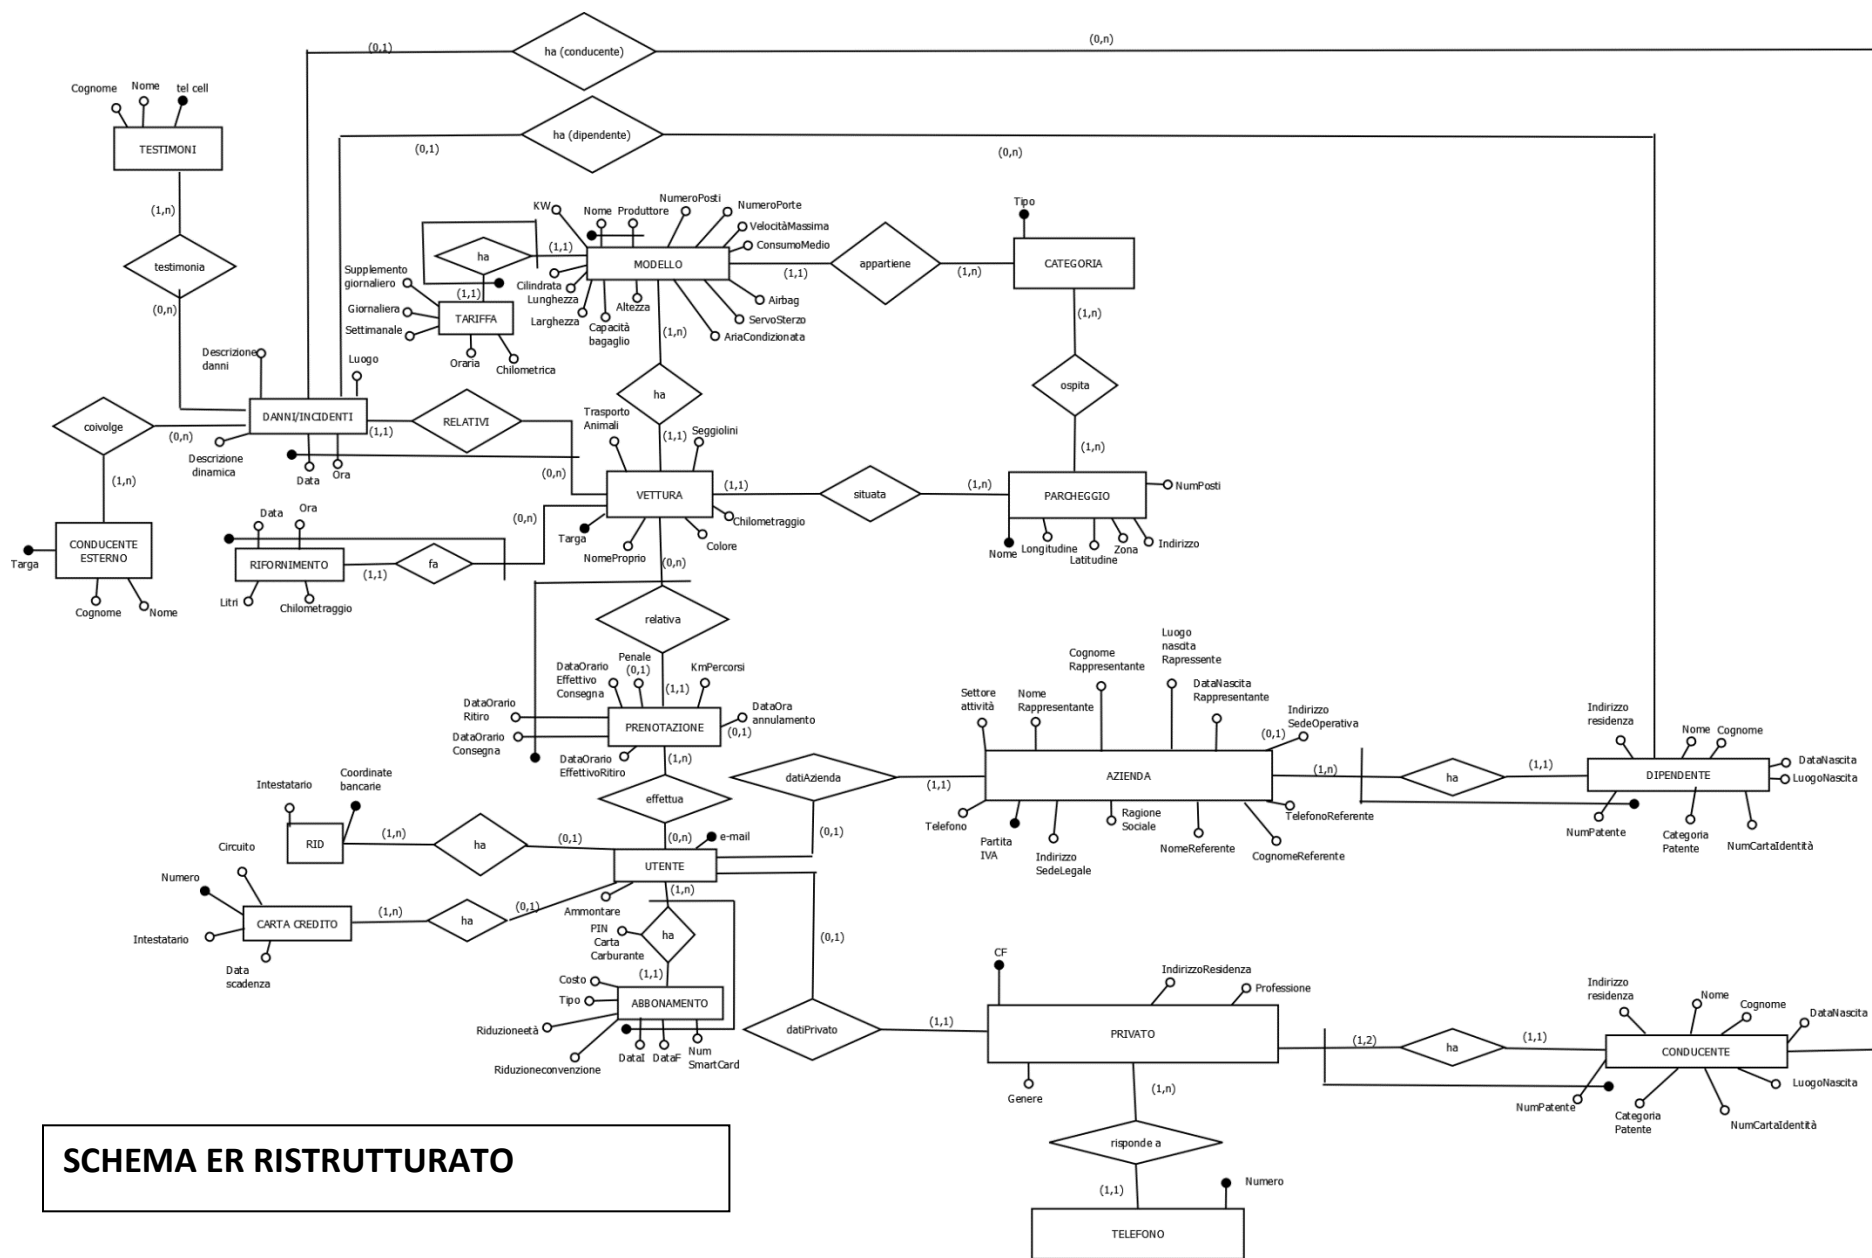 (0,1)
ha (conducente)
(0,n)
Cognome
Nome
tel cell
TESTIMONI
ha (dipendente)
(0,1)
(0,n)
(1,n)
testimonia
(0,n)
KW
Nome
Produttore
NumeroPosti
NumeroPorte
VelocitàMassima
ConsumoMedio
ha
(1,1)
MODELLO
(1,1)
appartiene
(1,n)
Tipo
CATEGORIA
Supplemento
giornaliero
Giornaliera
Settimanale
(1,1)
TARIFFA
Oraria
Chilometrica
Cilindrata
Lunghezza
Larghezza
Capacità
bagaglio
Altezza
Airbag
ServoSterzo
AriaCondizionata
(1,n)
(1,n)
Descrizione
danni
Luogo
DANNI/INCIDENTI
(1,1)
RELATIVI
ha
ospita
coivolge
(0,n)
Descrizione
dinamica
Data
Ora
(1,n)
(0,n)
Trasporto
Animali
(1,1)
Seggiolini
(1,n)
VETTURA
(1,1)
situata
(1,n)
PARCHEGGIO
NumPosti
Targa
NomeProprio
Colore
Chilometraggio
Nome
Longitudine
Latitudine
Zona
Indirizzo
Targa
CONDUCENTE
ESTERNO
Cognome
Nome
Data
Ora
RIFORNIMENTO
(1,1)
fa
(0,n)
Litri
Chilometraggio
(0,n)
relativa
(1,1)
DataOrario
Effettivo
Consegna
Penale
(0,1)
KmPercorsi
DataOrario
Ritiro
DataOrario
Consegna
PRENOTAZIONE
DataOra
annulamento
(0,1)
DataOrario
EffettivoRitiro
(1,n)
effettua
(0,n)
Settore
attività
Nome
Rappresentante
Cognome
Rappresentante
Luogo
nascita
Rapressente
DataNascita
Rappresentante
Indirizzo
SedeOperativa
(0,1)
datiAzienda
(1,1)
AZIENDA
(1,n)
ha
(1,1)
Indirizzo
residenza
Nome
Cognome
DIPENDENTE
DataNascita
LuogoNascita
NumPatente
Categoria
Patente
NumCartaIdentità
Telefono
Partita
IVA
Indirizzo
SedeLegale
Ragione
Sociale
NomeReferente
CognomeReferente
TelefonoReferente
(0,1)
Intestatario
Coordinate
bancarie
RID
(1,n)
ha
(0,1)
e-mail
UTENTE
Ammontare
(1,n)
Circuito
Numero
CARTA CREDITO
Intestatario
Data
scadenza
(1,n)
ha
(0,1)
PIN
Carta
Carburante
ha
(1,1)
(0,1)
Costo
Tipo
ABBONAMENTO
Riduzioneetà
Riduzioneconvenzione
DataI
DataF
Num
SmartCard
datiPrivato
(1,1)
CF
IndirizzoResidenza
Professione
PRIVATO
Genere
(1,2)
ha
(1,1)
Indirizzo
residenza
Nome
Cognome
DataNascita
CONDUCENTE
LuogoNascita
NumPatente
Categoria
Patente
NumCartaIdentità
(1,n)
risponde a
(1,1)
Numero
TELEFONO
SCHEMA ER RISTRUTTURATO